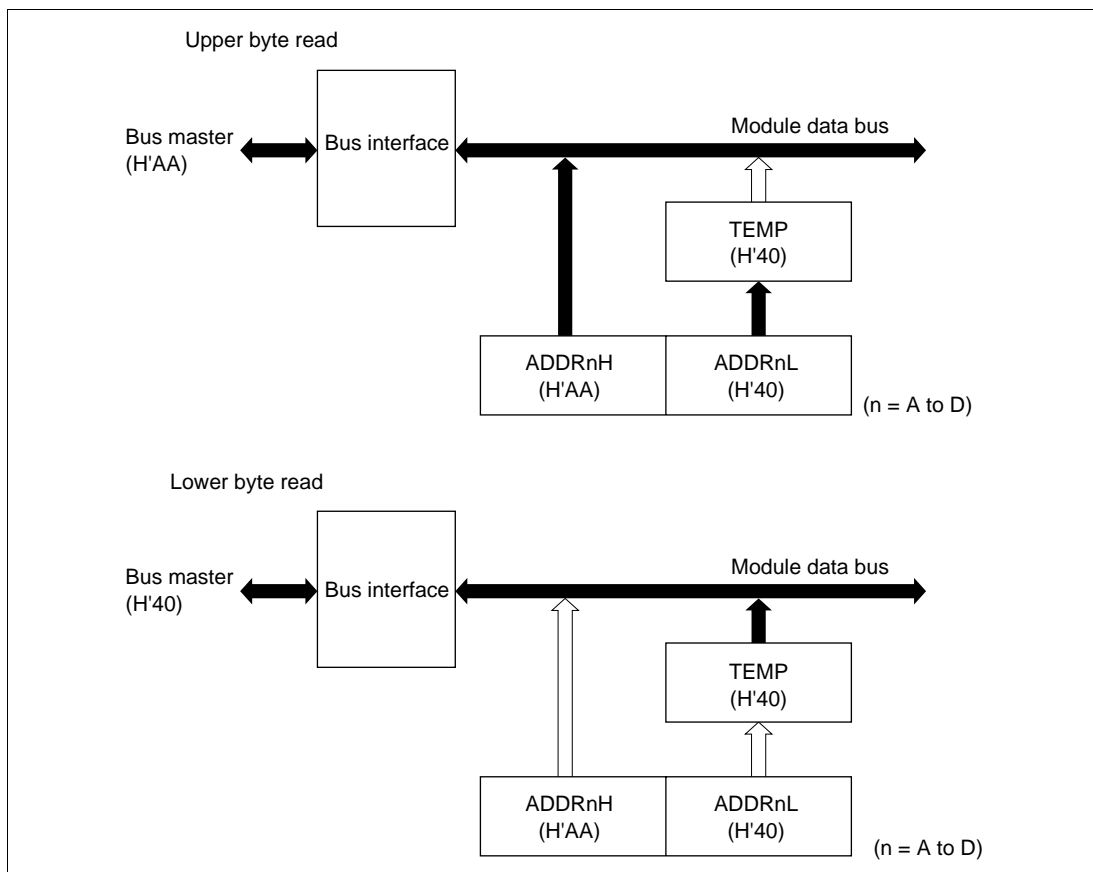 Upper byte read
Bus master
(H'AA)
Bus interface
Module data bus
TEMP
(H'40)
ADDRnH
(H'AA)
ADDRnL
(H'40)
(n = A to D)
Lower byte read
Bus master
(H'40)
Bus interface
Module data bus
TEMP
(H'40)
ADDRnH
(H'AA)
ADDRnL
(H'40)
(n = A to D)